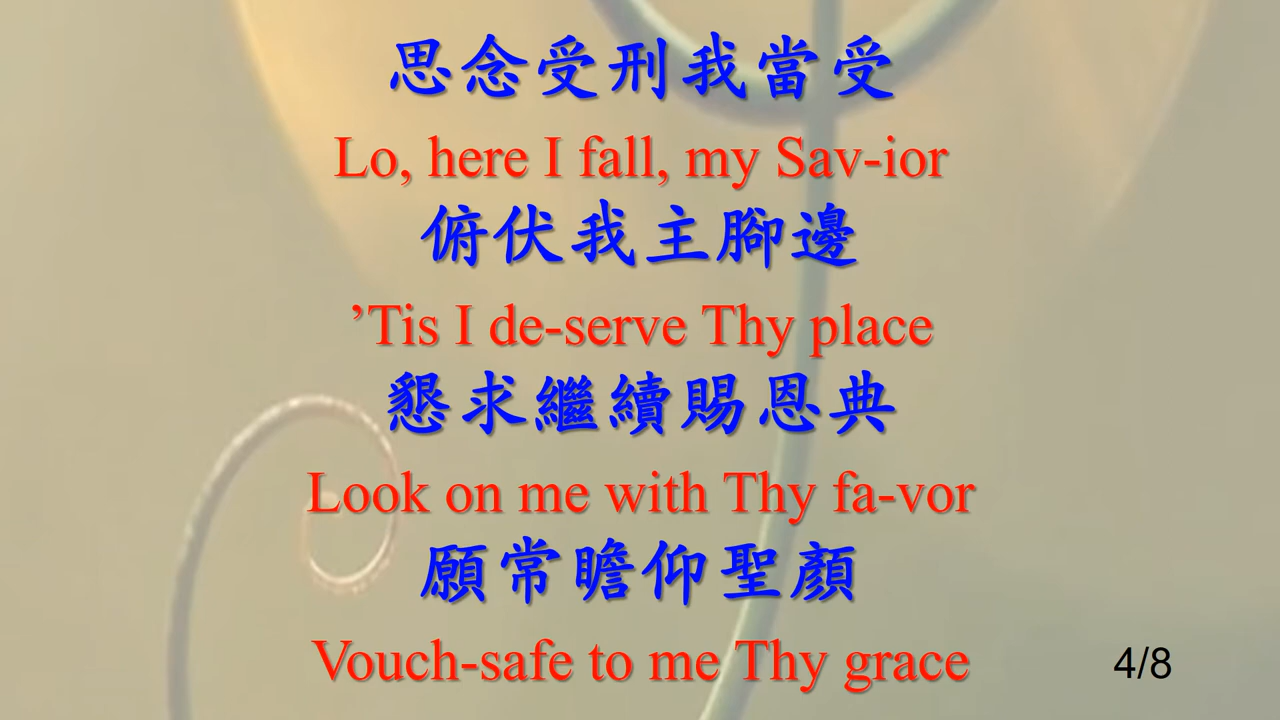 思念受刑我當受
Lo, here I fall, my Sav-ior
俯伏我主腳邊
’Tis I de-serve Thy place
懇求繼續賜恩典
Look on me with Thy fa-vor
願常瞻仰聖顏
Vouch-safe to me Thy grace
4/8